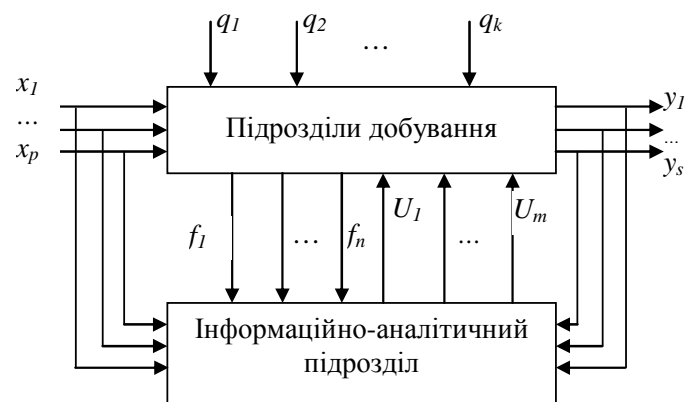 q1 q2 … qk
x1
…
xp
Підрозділи добування
y1
...
ys
f1 … fn U1 ... Um
Інформаційно-аналітичний
підрозділ